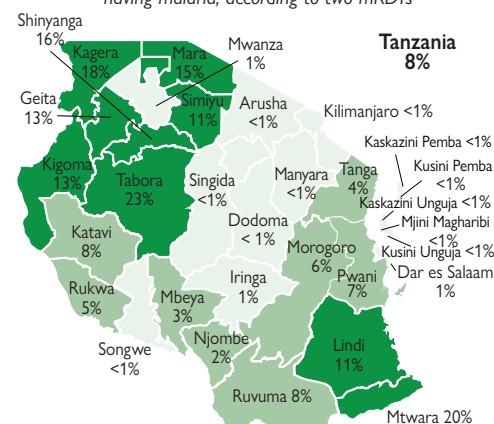 having malaria, according to two mRDTs
Shinyanga
16%
Kagera
18%
Mara
15%
Mwanza
1%
Tanzania
8%
Geita
13%
Simiyu
11%
Arusha
<1%
Kilimanjaro <1%
Kaskazini Pemba <1%
Kusini Pemba
<1%
Kaskazini Unguja <1%
Mjini Magharibi
<1%
Kusini Unguja <1%
Dar es Salaam
1%
Kigoma
13%
Tabora
23%
Singida
<1%
Manyara
<1%
Tanga
4%
Dodoma
< 1%
Katavi
8%
Morogoro
6%
Pwani
7%
Rukwa
5%
Mbeya
3%
Iringa
1%
Songwe
<1%
Njombe
2%
Lindi
11%
Ruvuma 8%
Mtwara 20%